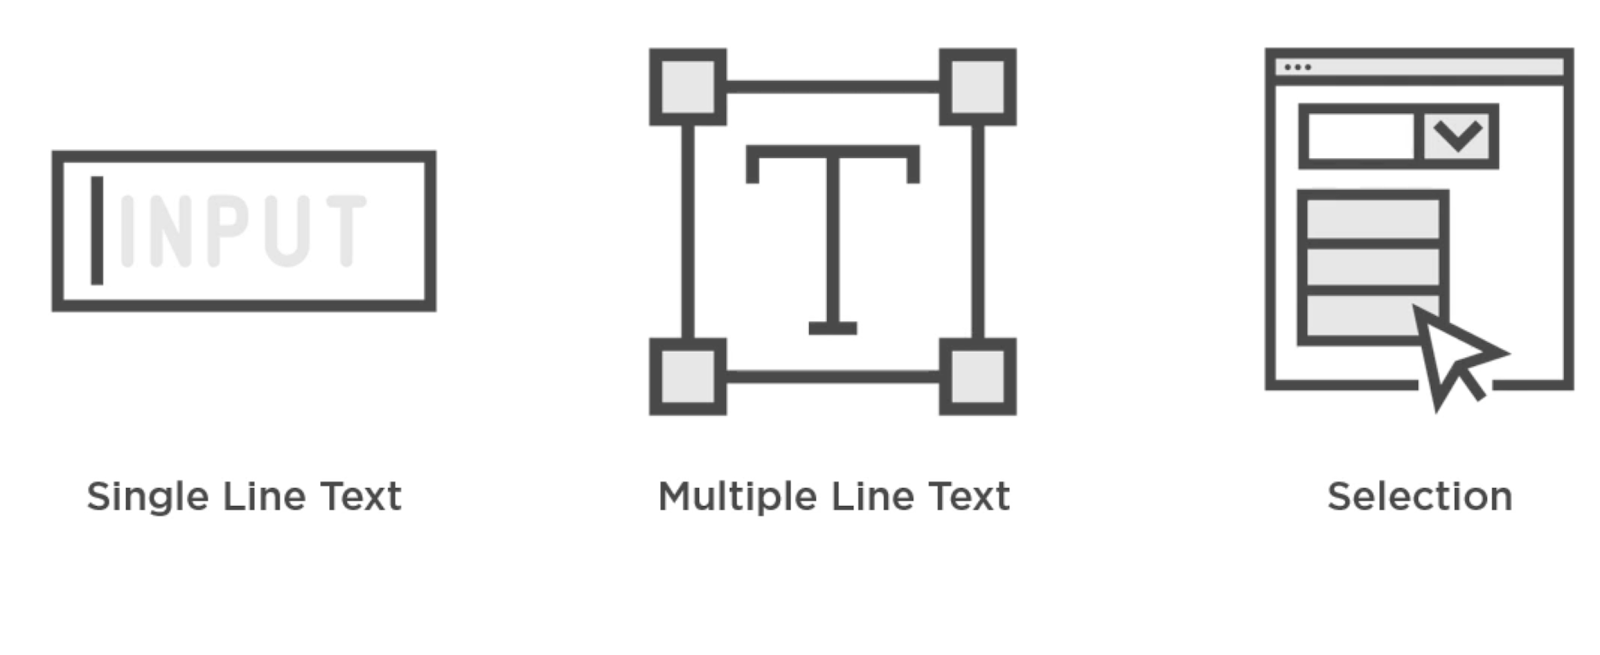 INPUT
T
Single Line Text
Multiple Line Text
Selection